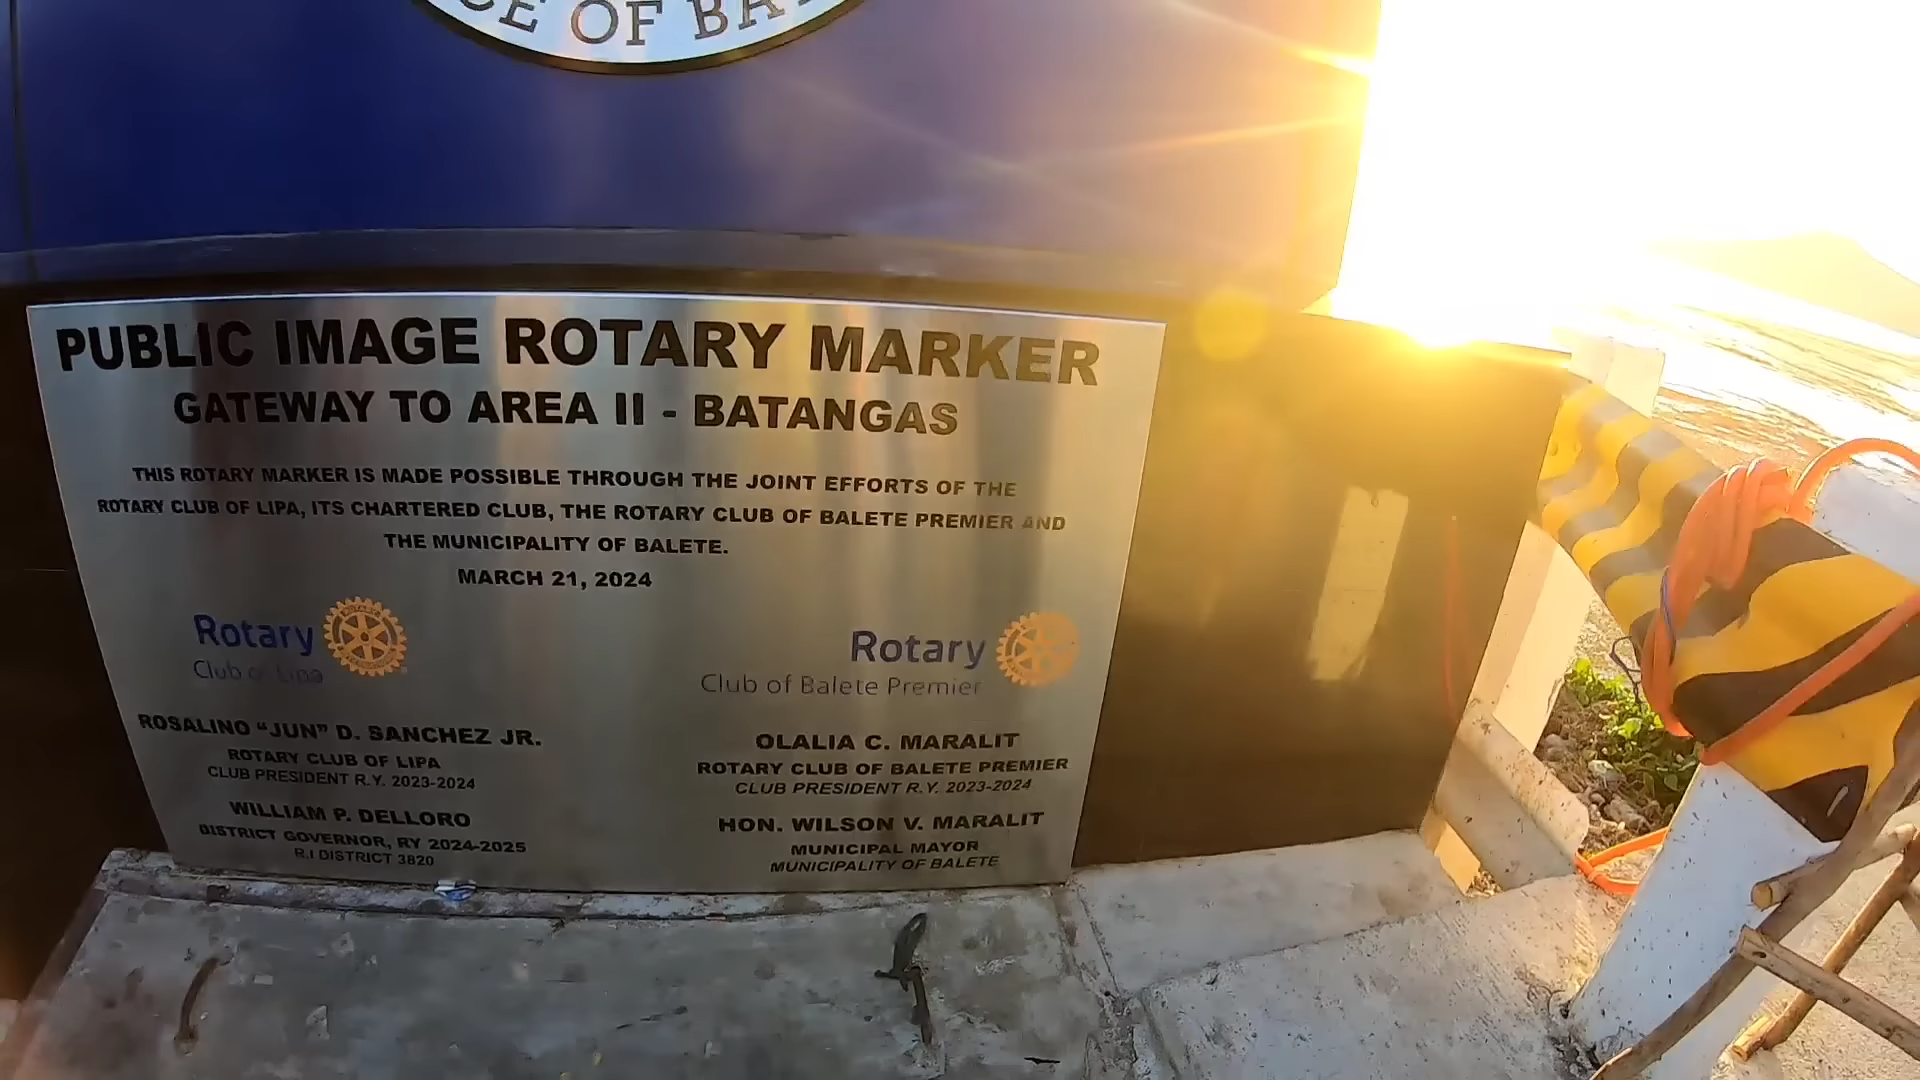 OF
PUBLIC IMAGE ROTARY MARKER
GATEWAY TO AREA II - BATANGAS
THIS ROTARY MARKER IS MADE POSSIBLE THROUGH THE JOINT EFFORTS OF THE
ROTARY CLUB OF LIPA, ITS CHARTERED CLUB, THE ROTARY CLUB OF BALETE PREMIER AND
THE MUNICIPALITY OF BALETE.
MARCH 21, 2024
Rotary
Club of Lipa
Rotary
Club of Balete Premier
ROSALINO “JUN” D. SANCHEZ JR.
ROTARY CLUB OF LIPA
CLUB PRESIDENT R.Y. 2023-2024
WILLIAM P. DELLORO
DISTRICT GOVERNOR, RY 2024-2025
R.I DISTRICT 3820
OLALIA C. MARALIT
ROTARY CLUB OF BALETE PREMIER
CLUB PRESIDENT R.Y. 2023-2024
HON. WILSON V. MARALIT
MUNICIPAL MAYOR
MUNICIPALITY OF BALETE